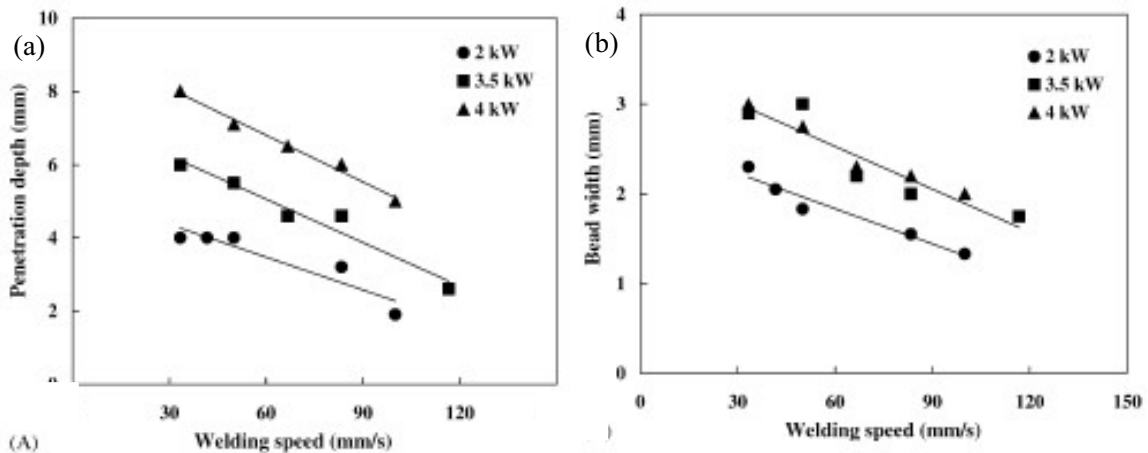 (a)
10
8
6
4
2
Penetration depth (mm)
2 kW
3.5 kW
4 kW
30 60 90 120
Welding speed (mm/s)
(A)
(b)
4
3
2
1
0
Bead width (mm)
2 kW
3.5 kW
4 kW
0 30 60 90 120 150
Welding speed (mm/s)
)